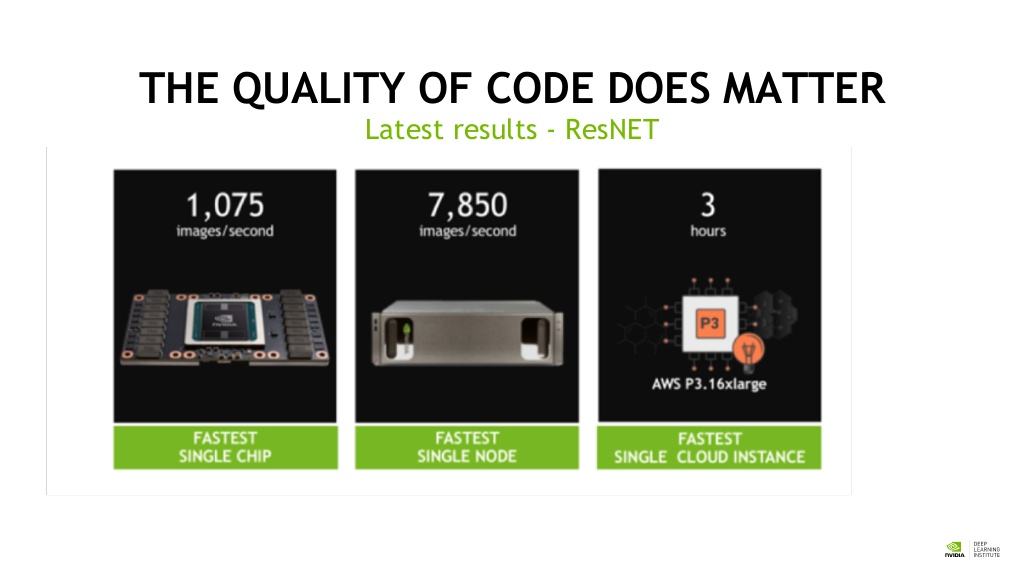 THE QUALITY OF CODE DOES MATTER
Latest results - ResNET
1,075
images/second
NVIDIA
FASTEST
SINGLE CHIP
7,850
images/second
FASTEST
SINGLE NODE
3
hours
P3
AWS P3.16xlarge
FASTEST
SINGLE CLOUD INSTANCE
NVIDIA
DEEP
LEARNING
INSTITUTE